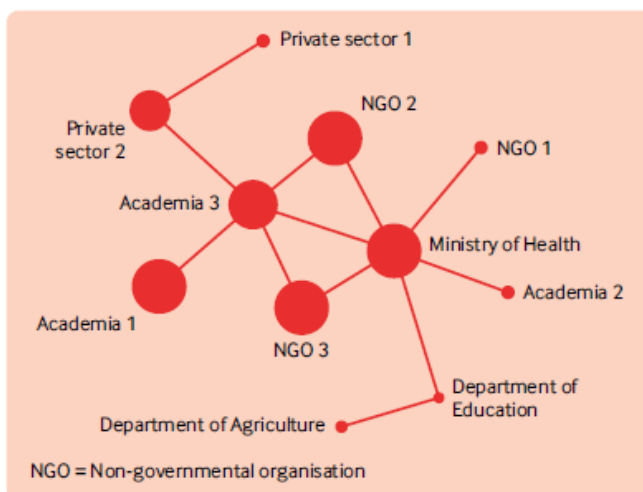 Private sector 1
NGO 2
Private
sector 2
NGO 1
Academia 3
Ministry of Health
Academia 2
Academia 1
NGO 3
Department of
Education
Department of Agriculture
NGO = Non-governmental organisation